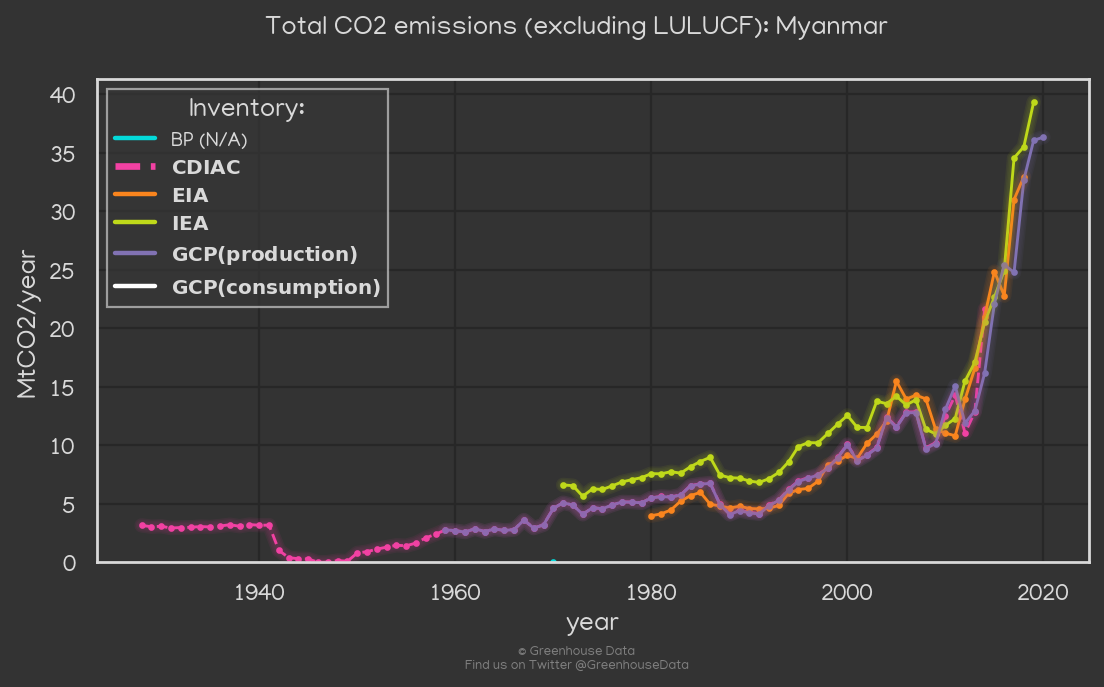 Total CO2 emissions (excluding LULUCF): Myanmar
Inventory:
BP (N/A)
CDIAC
EIA
IEA
GCP(production)
GCP(consumption)
MtCO2/year
40
35
30
25
20
15
10
5
0
1940 1960 1980 2000 2020
year
© Greenhouse Data
Find us on Twitter @GreenhouseData